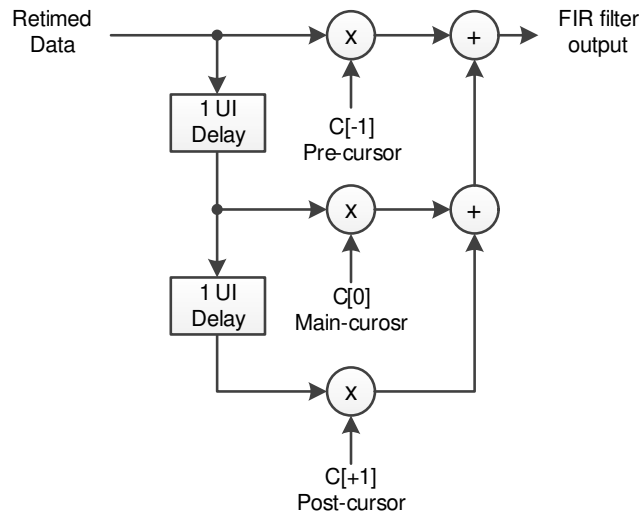 Retimed
Data
x
+
FIR filter
output
1 UI
Delay
C[-1]
Pre-cursor
x
+
1 UI
Delay
C[0]
Main-curosr
x
C[+1]
Post-cursor